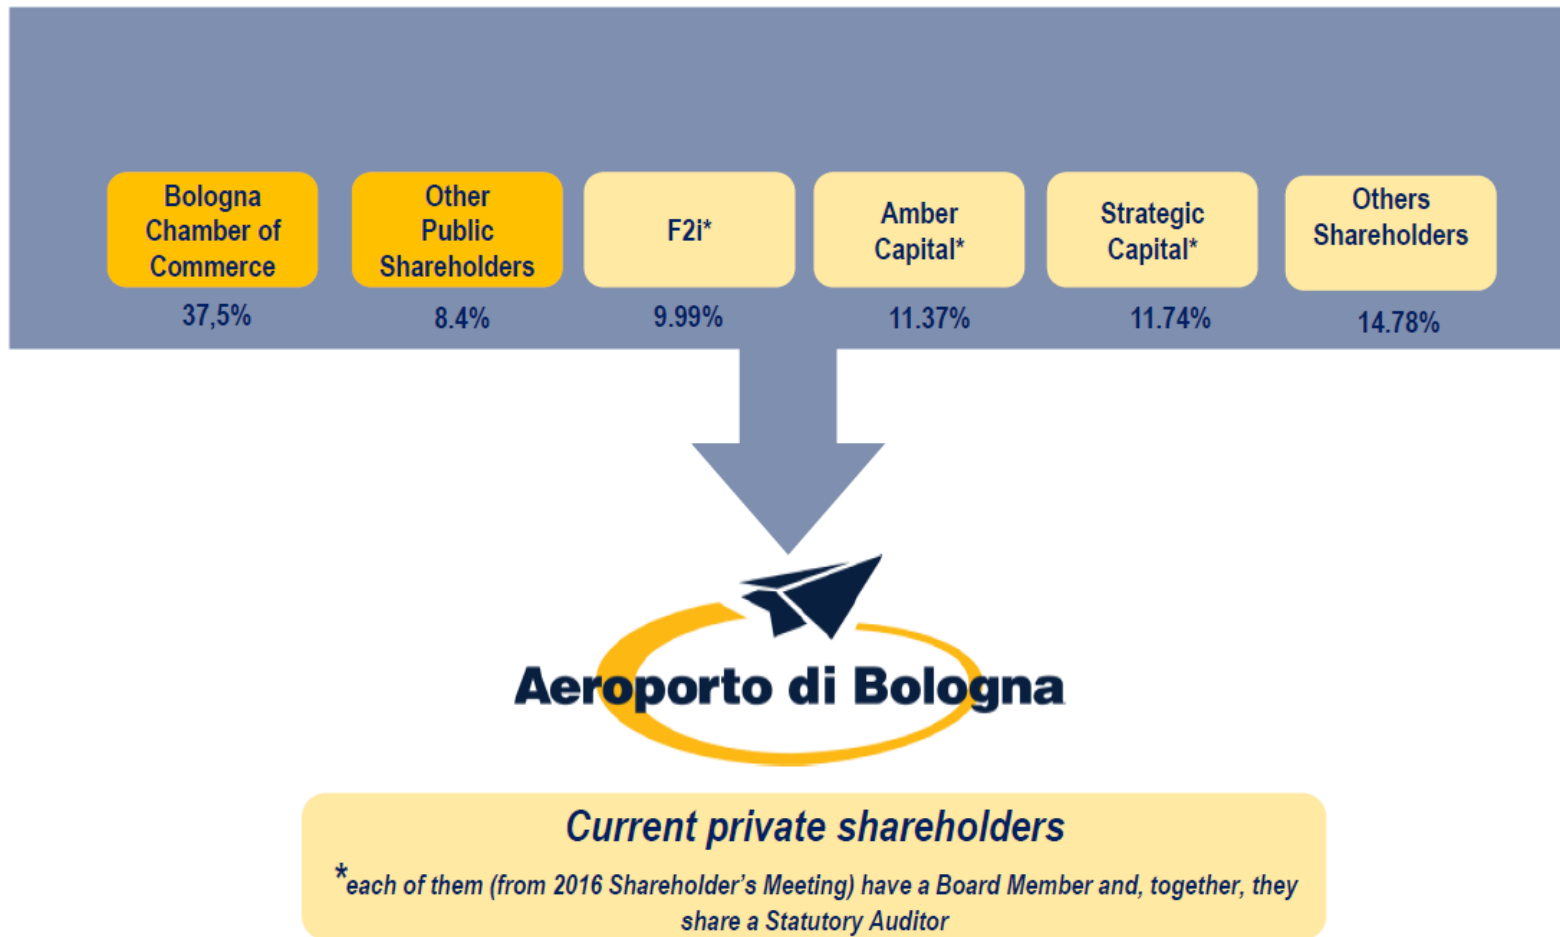 Bologna
Chamber of
Commerce
37,5%
Other
Public
Shareholders
8.4%
F2i*
9.99%
Amber
Capital*
11.37%
Strategic
Capital*
11.74%
Others
Shareholders
14.78%
Aeroporto di Bologna
Current private shareholders
*each of them (from 2016 Shareholder's Meeting) have a Board Member and, together, they
share a Statutory Auditor